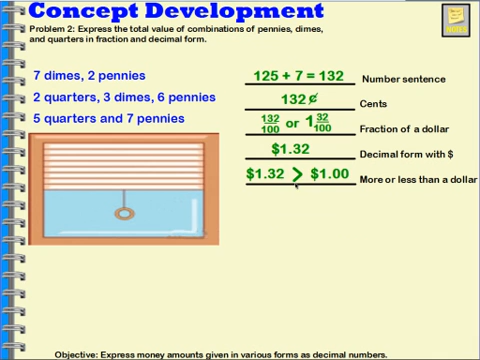 Concept Development
Problem 2: Express the total value of combinations of pennies, dimes,
and quarters in fraction and decimal form.
NOTES
7 dimes, 2 pennies
2 quarters, 3 dimes, 6 pennies
5 quarters and 7 pennies
125 + 7 = 132 Number sentence
132 ¢ Cents
132/100 or 1 32/100 Fraction of a dollar
$1.32 Decimal form with $
$1.32 > $1.00 More or less than a dollar
Objective: Express money amounts given in various forms as decimal numbers.